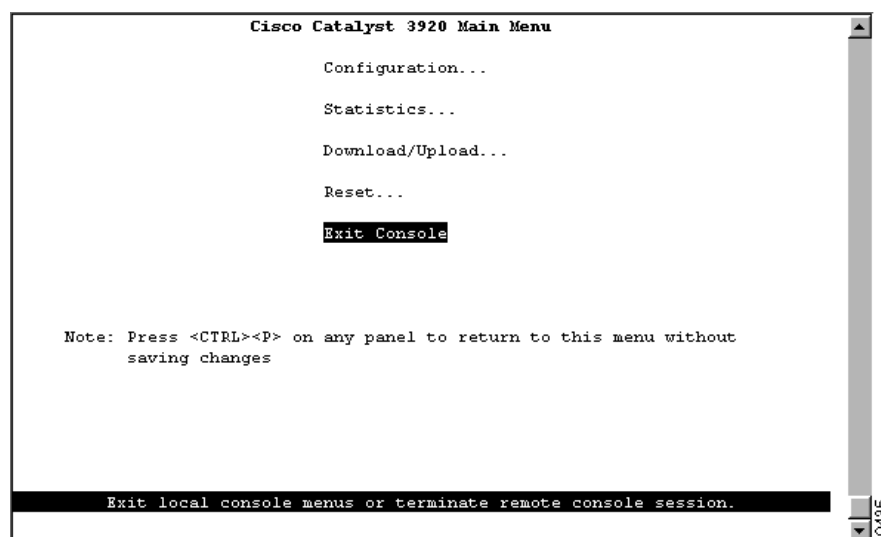 Cisco Catalyst 3920 Main Menu
Configuration...
Statistics...
Download/Upload...
Reset...
Exit Console
Note: Press <CTRL><P> on any panel to return to this menu without
saving changes
Exit local console menus or terminate remote console session.